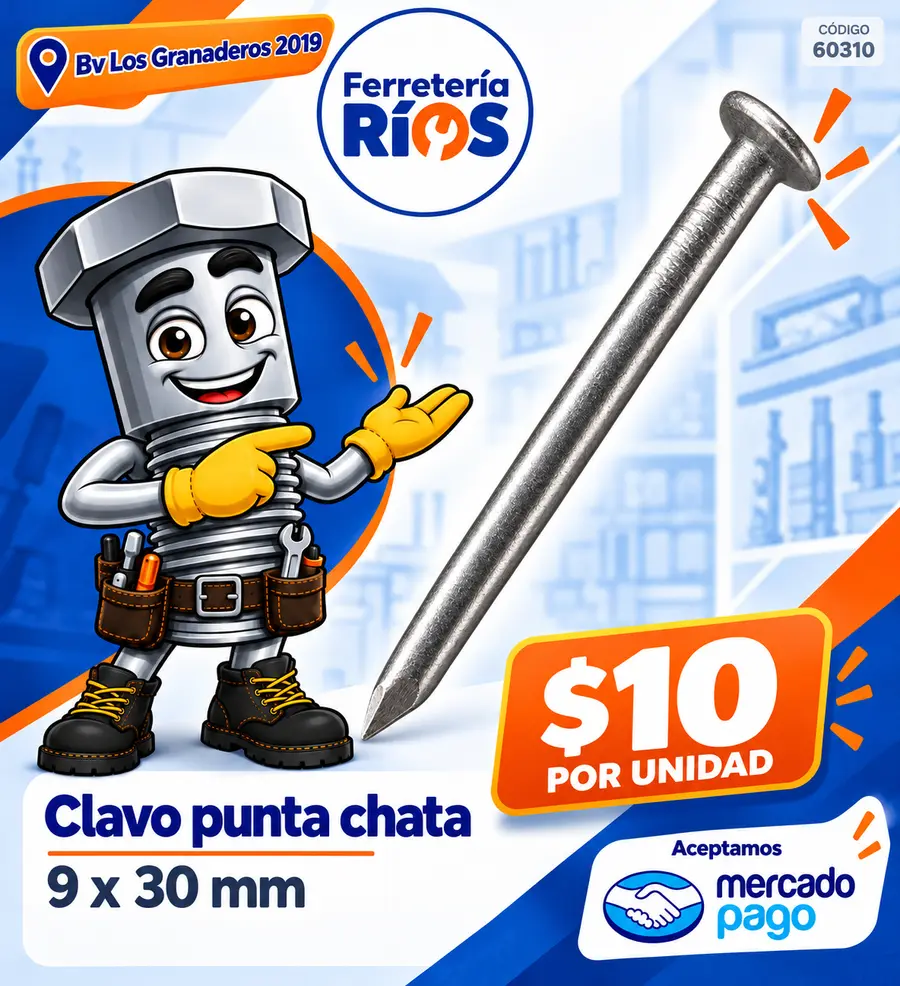 Bv Los Granaderos 2019
Ferretería
RÍOS
CÓDIGO
60310
$10
POR UNIDAD
Clavo punta chata
9 x 30 mm
Aceptamos
mercado
pago